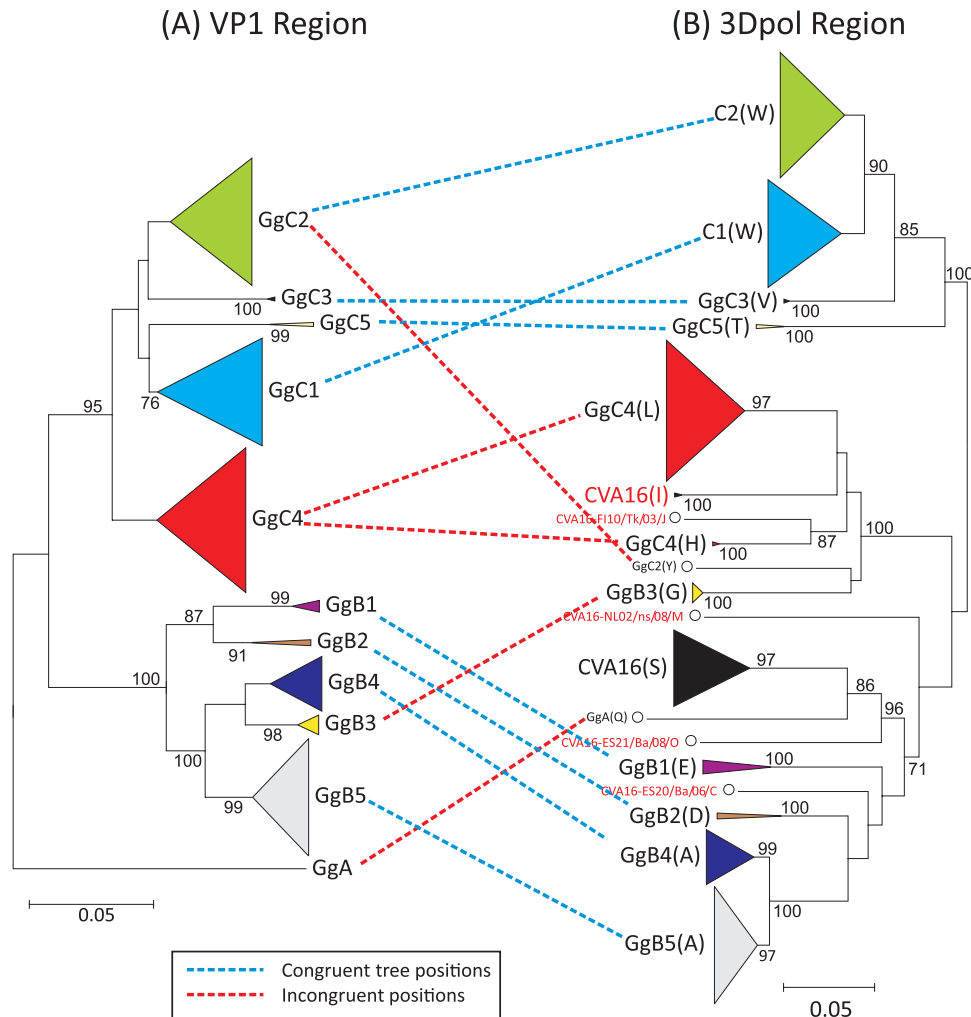 (A) VP1 Region
(B) 3Dpol Region
GgC2
GgC3
100
GgC5
99
GgC1
76
95
GgC4
99
GgB1
87
GgB2
91
GgB4
100
GgB3
98
100
GgB5
99
GgA
0.05
C2(W)
90
C1(W)
85
100
GgC3(V)
100
GgC5(T)
100
GgC4(L)
97
CVA16(I)
100
CVA16-FI10/Tk/03/J
100
87
GgC4(H)
100
GgC2(Y)
GgB3(G)
100
CVA16-NL02/ns/08/M
CVA16(S)
97
86
GgA(Q)
96
CVA16-ES21/Ba/08/O
71
GgB1(E)
100
CVA16-ES20/Ba/06/C
GgB2(D)
100
GgB4(A)
99
100
GgB5(A)
97
0.05
Congruent tree positions
Incongruent positions